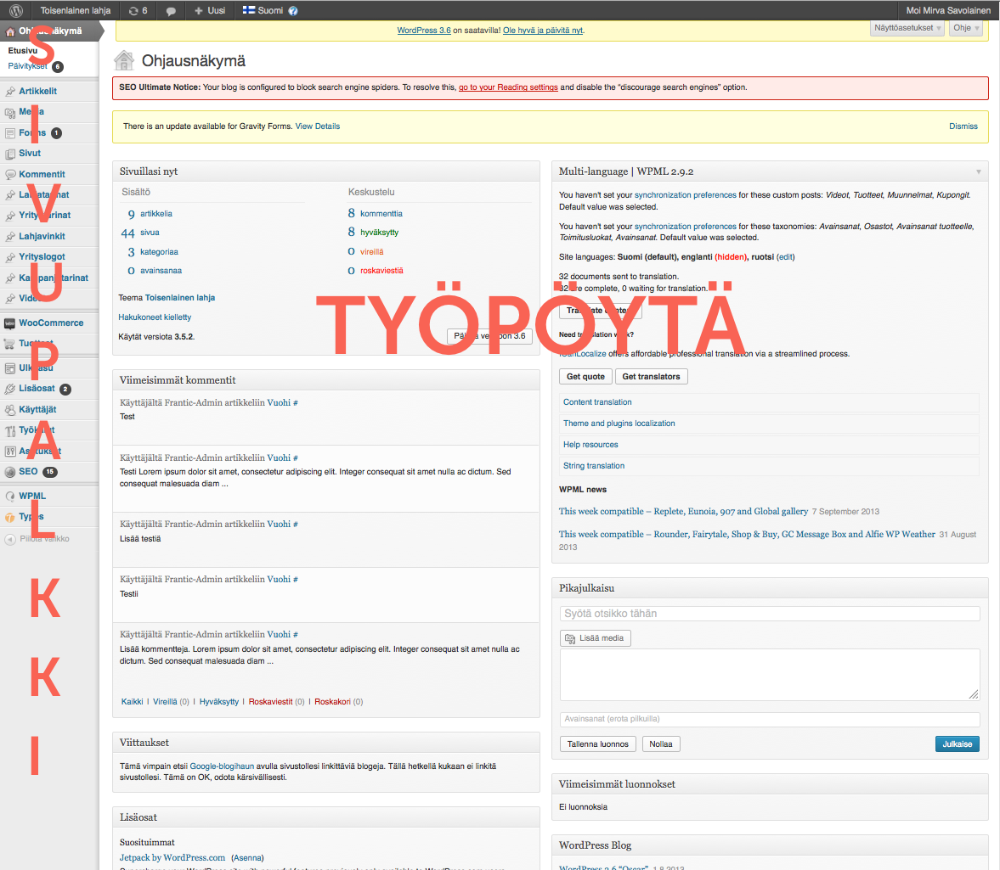 Toisenlainen lahja 6 Uusi Suomi Moi Mirva Savolainen
Ohjausnäkymä
Etusivu
Päivitykset 6
Artikkelit
Media
Forms 1
Sivut
Kommentit
Lahjavinkit
Yrityslogot
Kampanjatarinat
WooCommerce
Tuotteet
Ulkoasu
Lisäosat 2
Käyttäjät
Työkalut
Asetukset
SEO 15
WPML
Types
Piilota valikko
SIVUPALKKI
WordPress 3.6 on saatavilla! Ole hyvä ja päivitä nyt.
Näyttöasetukset Ohje
Ohjausnäkymä
SEO Ultimate Notice: Your blog is configured to block search engine spiders. To resolve this, go to your Reading settings and disable the “discourage search engines” option.
There is an update available for Gravity Forms. View Details Dismiss
Sivuillasi nyt
Sisältö Keskustelu
9 artikkelia 8 kommenttia
44 sivua 8 hyväksytty
3 kategoriaa 0 vireillä
0 avainsanaa 0 roskaviestiä
TYÖPÖYTÄ
Teema Toisenlainen lahja
Hakukoneet kielletty
Käytät versiota 3.5.2. Päivitä versioon 3.6
Viimeisimmät kommentit
Käyttäjältä Frantic-Admin artikkeliin Vuohi #
Test
Käyttäjältä Frantic-Admin artikkeliin Vuohi #
Testi Lorem ipsum dolor sit amet, consectetur adipiscing elit. Integer consequat sit amet nulla ac dictum. Sed
consequat malesuada diam ...
Käyttäjältä Frantic-Admin artikkeliin Vuohi #
Lisää testiä
Käyttäjältä Frantic-Admin artikkeliin Vuohi #
Testii
Käyttäjältä Frantic-Admin artikkeliin Vuohi #
Lisää kommentteja. Lorem ipsum dolor sit amet, consectetur adipiscing elit. Integer consequat sit amet nulla ac
dictum. Sed consequat malesuada diam ...
Kaikki | Vireillä (0) | Hyväksytty | Roskaviestit (0) | Roskakori (0)
Viittaukset
Tämä vimpain etsii Google-blogihaun avulla sivustollesi linkittäviä blogeja. Tällä hetkellä kukaan ei linkitä
sivustollesi. Tämä on OK, odota kärsivällisesti.
Lisäosat
Suosituimmat
Jetpack by WordPress.com (Asenna)
Multi-language | WPML 2.9.2
You haven't set your synchronization preferences for these custom posts: Videot, Tuotteet, Muunnelmat, Kupongit.
Default value was selected.
You haven't set your synchronization preferences for these taxonomies: Avainsanat, Osastot, Avainsanat tuotteelle,
Toimitusluokat, Avainsanat. Default value was selected.
Site languages: Suomi (default), englanti (hidden), ruotsi (edit)
32 documents sent to translation.
32 are complete, 0 waiting for translation.
Translate content
Need translation work?
ICanLocalize offers affordable professional translation via a streamlined process.
Get quote Get translators
Content translation
Theme and plugins localization
Help resources
String translation
WPML news
This week compatible – Replete, Eunoia, 907 and Global gallery 7 September 2013
This week compatible – Rounder, Fairytale, Shop & Buy, GC Message Box and Alfie WP Weather 31 August
2013
Pikajulkaisu
Syötä otsikko tähän
Lisää media
Avainsanat (erota pilkuilla)
Tallenna luonnos Nollaa Julkaise
Viimeisimmät luonnokset
Ei luonnoksia
WordPress Blog
WordPress 3.6 “Oscar” 1.8.2013